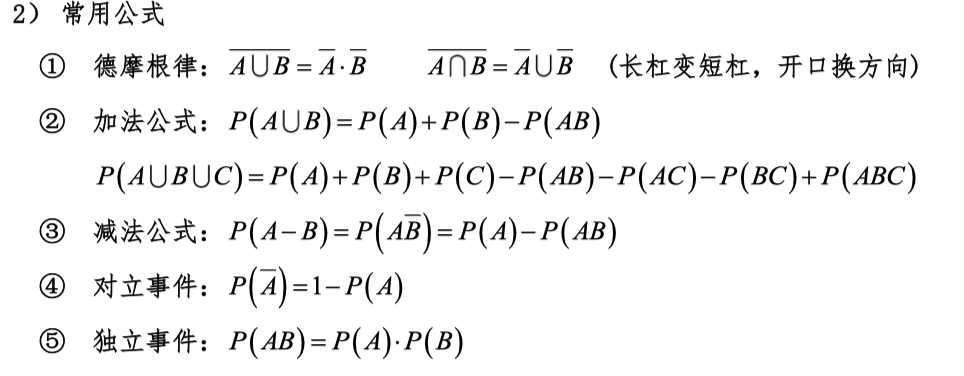 2） 常用公式
① 德摩根律：$\overline{A\cup B}=\overline{A}\cdot\overline{B}$ $\overline{A\cap B}=\overline{A}\cup\overline{B}$ （长杠变短杠，开口换方向）
② 加法公式：$P(A\cup B)=P(A)+P(B)-P(AB)$
$P(A\cup B\cup C)=P(A)+P(B)+P(C)-P(AB)-P(AC)-P(BC)+P(ABC)$
③ 减法公式：$P(A-B)=P(A\overline{B})=P(A)-P(AB)$
④ 对立事件：$P(\overline{A})=1-P(A)$
⑤ 独立事件：$P(AB)=P(A)\cdot P(B)$